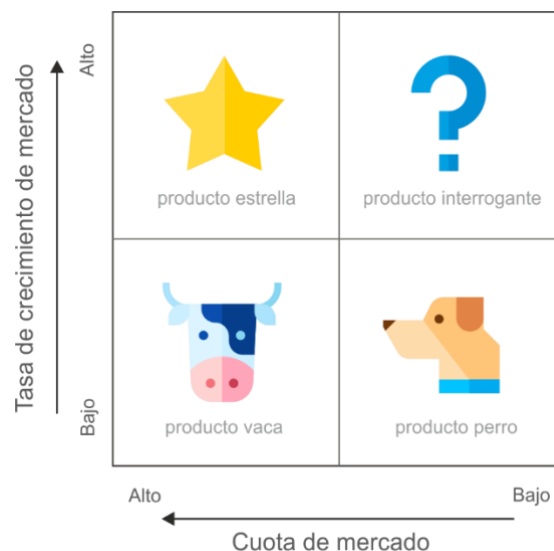 Tasa de crecimiento de mercado
Alto
Bajo
producto estrella
producto interrogante
producto vaca
producto perro
Alto
Bajo
Cuota de mercado